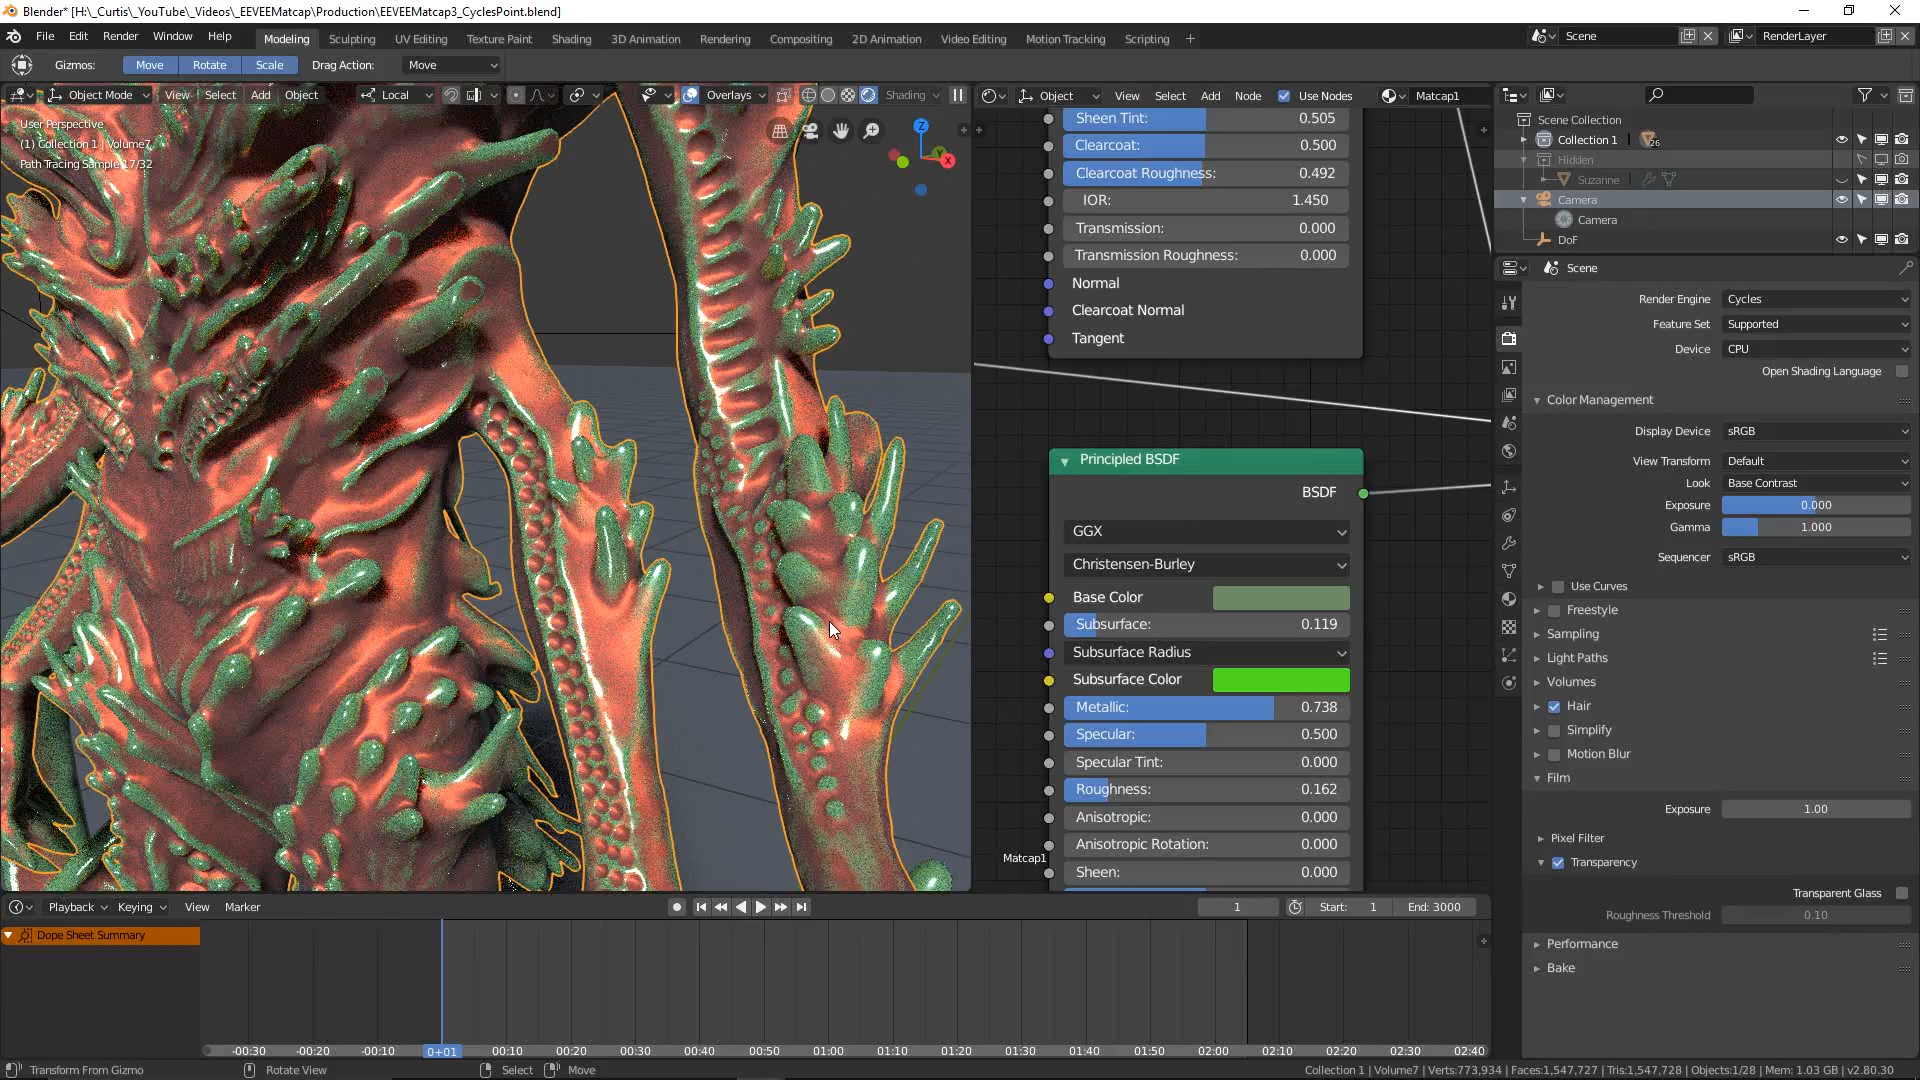 Blender* [H:\_Curtis\_YouTube\_Videos\_EEVEEMatcap\Production\EEVEEMatcap3_CyclesPoint.blend]
File Edit Render Window Help Modeling Sculpting UV Editing Texture Paint Shading 3D Animation Rendering Compositing 2D Animation Video Editing Motion Tracking Scripting + Scene RenderLayer
Gizmos: Move Rotate Scale Drag Action: Move
Object Mode View Select Add Object Local Overlays Shading
User Perspective
(1) Collection 1 | Volume7
Path Tracing Sample 17/32
Z
Y
X
Object View Select Add Node Use Nodes Matcap1
Sheen Tint: 0.505
Clearcoat: 0.500
Clearcoat Roughness: 0.492
IOR: 1.450
Transmission: 0.000
Transmission Roughness: 0.000
Normal
Clearcoat Normal
Tangent
Principled BSDF
BSDF
GGX
Christensen-Burley
Base Color
Subsurface: 0.119
Subsurface Radius
Subsurface Color
Metallic: 0.738
Specular: 0.500
Specular Tint: 0.000
Roughness: 0.162
Anisotropic: 0.000
Anisotropic Rotation: 0.000
Matcap1
Sheen: 0.000
Scene Collection
Collection 1 26
Hidden
Suzanne
Camera
Camera
DoF
Scene
Render Engine Cycles
Feature Set Supported
Device CPU
Open Shading Language
Color Management
Display Device sRGB
View Transform Default
Look Base Contrast
Exposure 0.000
Gamma 1.000
Sequencer sRGB
Use Curves
Freestyle
Sampling
Light Paths
Volumes
Hair
Simplify
Motion Blur
Film
Exposure 1.00
Pixel Filter
Transparency
Transparent Glass
Roughness Threshold 0.10
Performance
Bake
Playback Keying View Marker 1 Start: 1 End: 3000
Dope Sheet Summary
-00:30 -00:20 -00:10 0+01 00:10 00:20 00:30 00:40 00:50 01:00 01:10 01:20 01:30 01:40 01:50 02:00 02:10 02:20 02:30 02:40
Transform From Gizmo Rotate View Select Move Collection 1 | Volume7 | Verts:773,934 | Faces:1,547,727 | Tris:1,547,728 | Objects:1/28 | Mem: 1.03 GB | v2.80.30